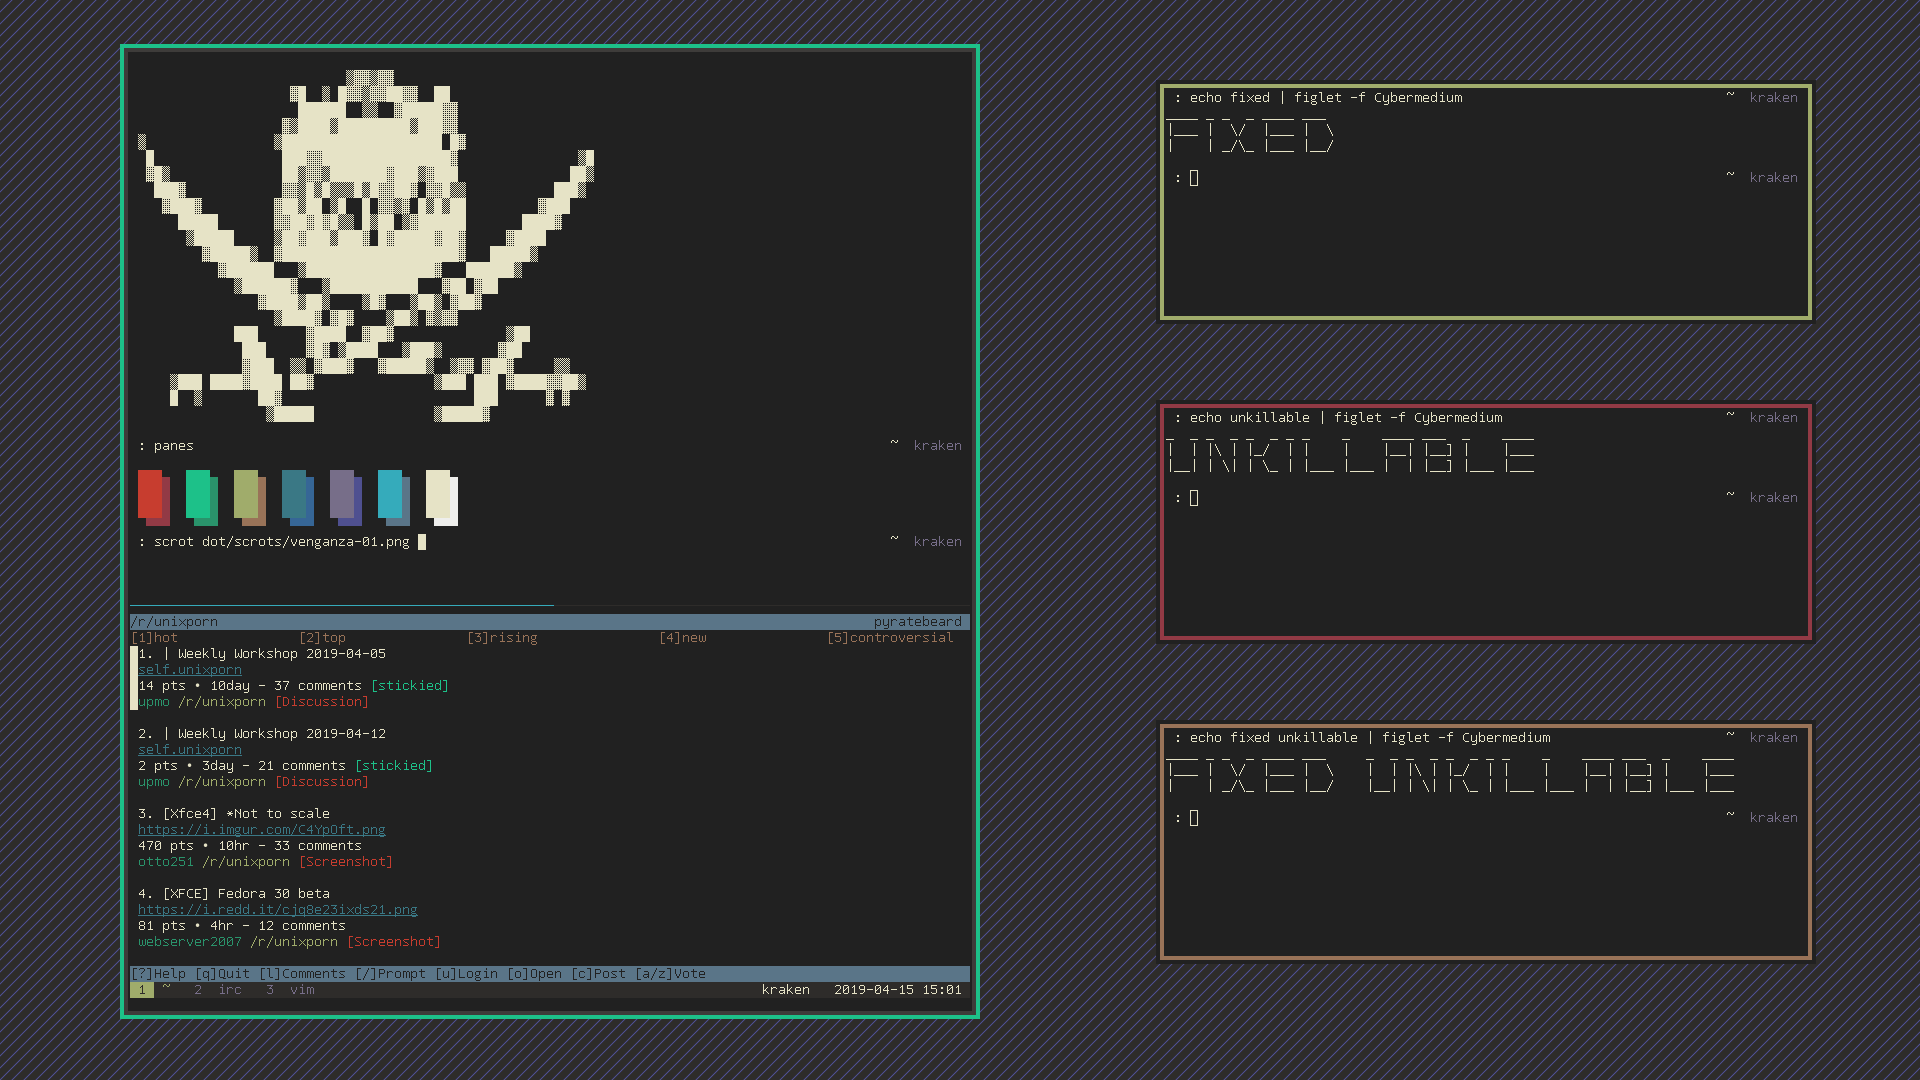 : panes ~ kraken
: scrot dot/scrots/venganza-01.png ~ kraken
/r/unixporn pyratebeard
[1]hot [2]top [3]rising [4]new [5]controversial
1. | Weekly Workshop 2019-04-05
self.unixporn
14 pts • 10day - 37 comments [stickied]
upmo /r/unixporn [Discussion]
2. | Weekly Workshop 2019-04-12
self.unixporn
2 pts • 3day - 21 comments [stickied]
upmo /r/unixporn [Discussion]
3. [Xfce4] *Not to scale
https://i.imgur.com/C4YpOft.png
470 pts • 10hr - 33 comments
otto251 /r/unixporn [Screenshot]
4. [XFCE] Fedora 30 beta
https://i.redd.it/cjq8e23ixds21.png
81 pts • 4hr - 12 comments
webserver2007 /r/unixporn [Screenshot]
[?]Help [q]Quit [l]Comments [/]Prompt [u]Login [o]Open [c]Post [a/z]Vote
1 ~ 2 irc 3 vim kraken 2019-04-15 15:01
: echo fixed | figlet -f Cybermedium ~ kraken
FIXED
: ~ kraken
: echo unkillable | figlet -f Cybermedium ~ kraken
UNKILLABLE
: ~ kraken
: echo fixed unkillable | figlet -f Cybermedium ~ kraken
FIXED UNKILLABLE
: ~ kraken